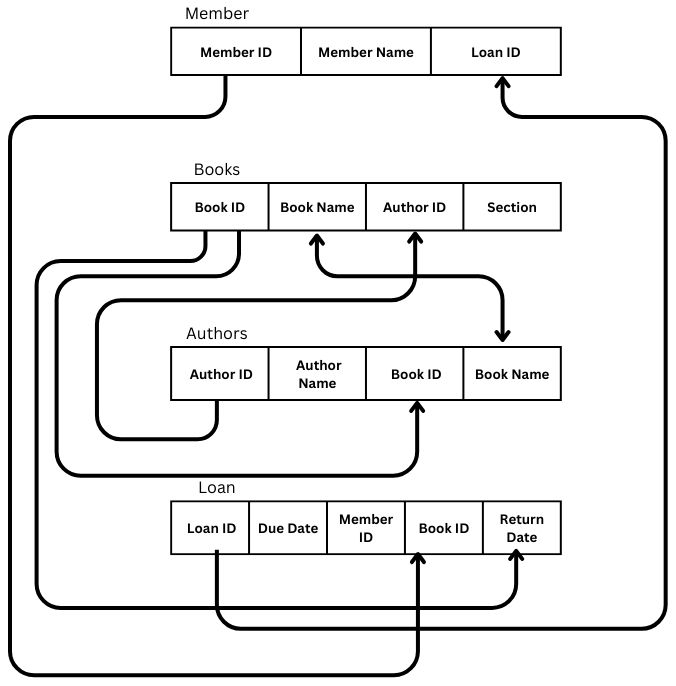 Member
Member ID Member Name Loan ID
Books
Book ID Book Name Author ID Section
Authors
Author ID Author Name Book ID Book Name
Loan
Loan ID Due Date Member ID Book ID Return Date